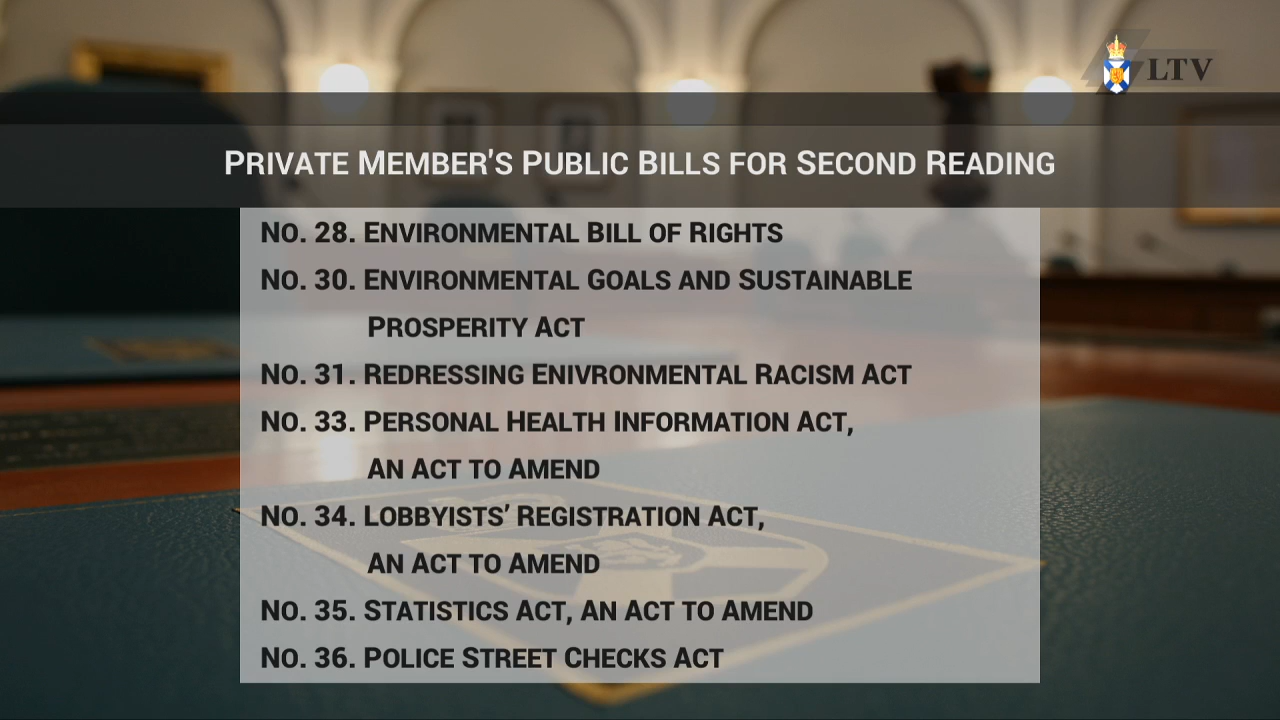 LTV
PRIVATE MEMBER'S PUBLIC BILLS FOR SECOND READING
NO. 28. ENVIRONMENTAL BILL OF RIGHTS
NO. 30. ENVIRONMENTAL GOALS AND SUSTAINABLE
PROSPERITY ACT
NO. 31. REDRESSING ENIVRONMENTAL RACISM ACT
NO. 33. PERSONAL HEALTH INFORMATION ACT,
AN ACT TO AMEND
NO. 34. LOBBYISTS’ REGISTRATION ACT,
AN ACT TO AMEND
NO. 35. STATISTICS ACT, AN ACT TO AMEND
NO. 36. POLICE STREET CHECKS ACT